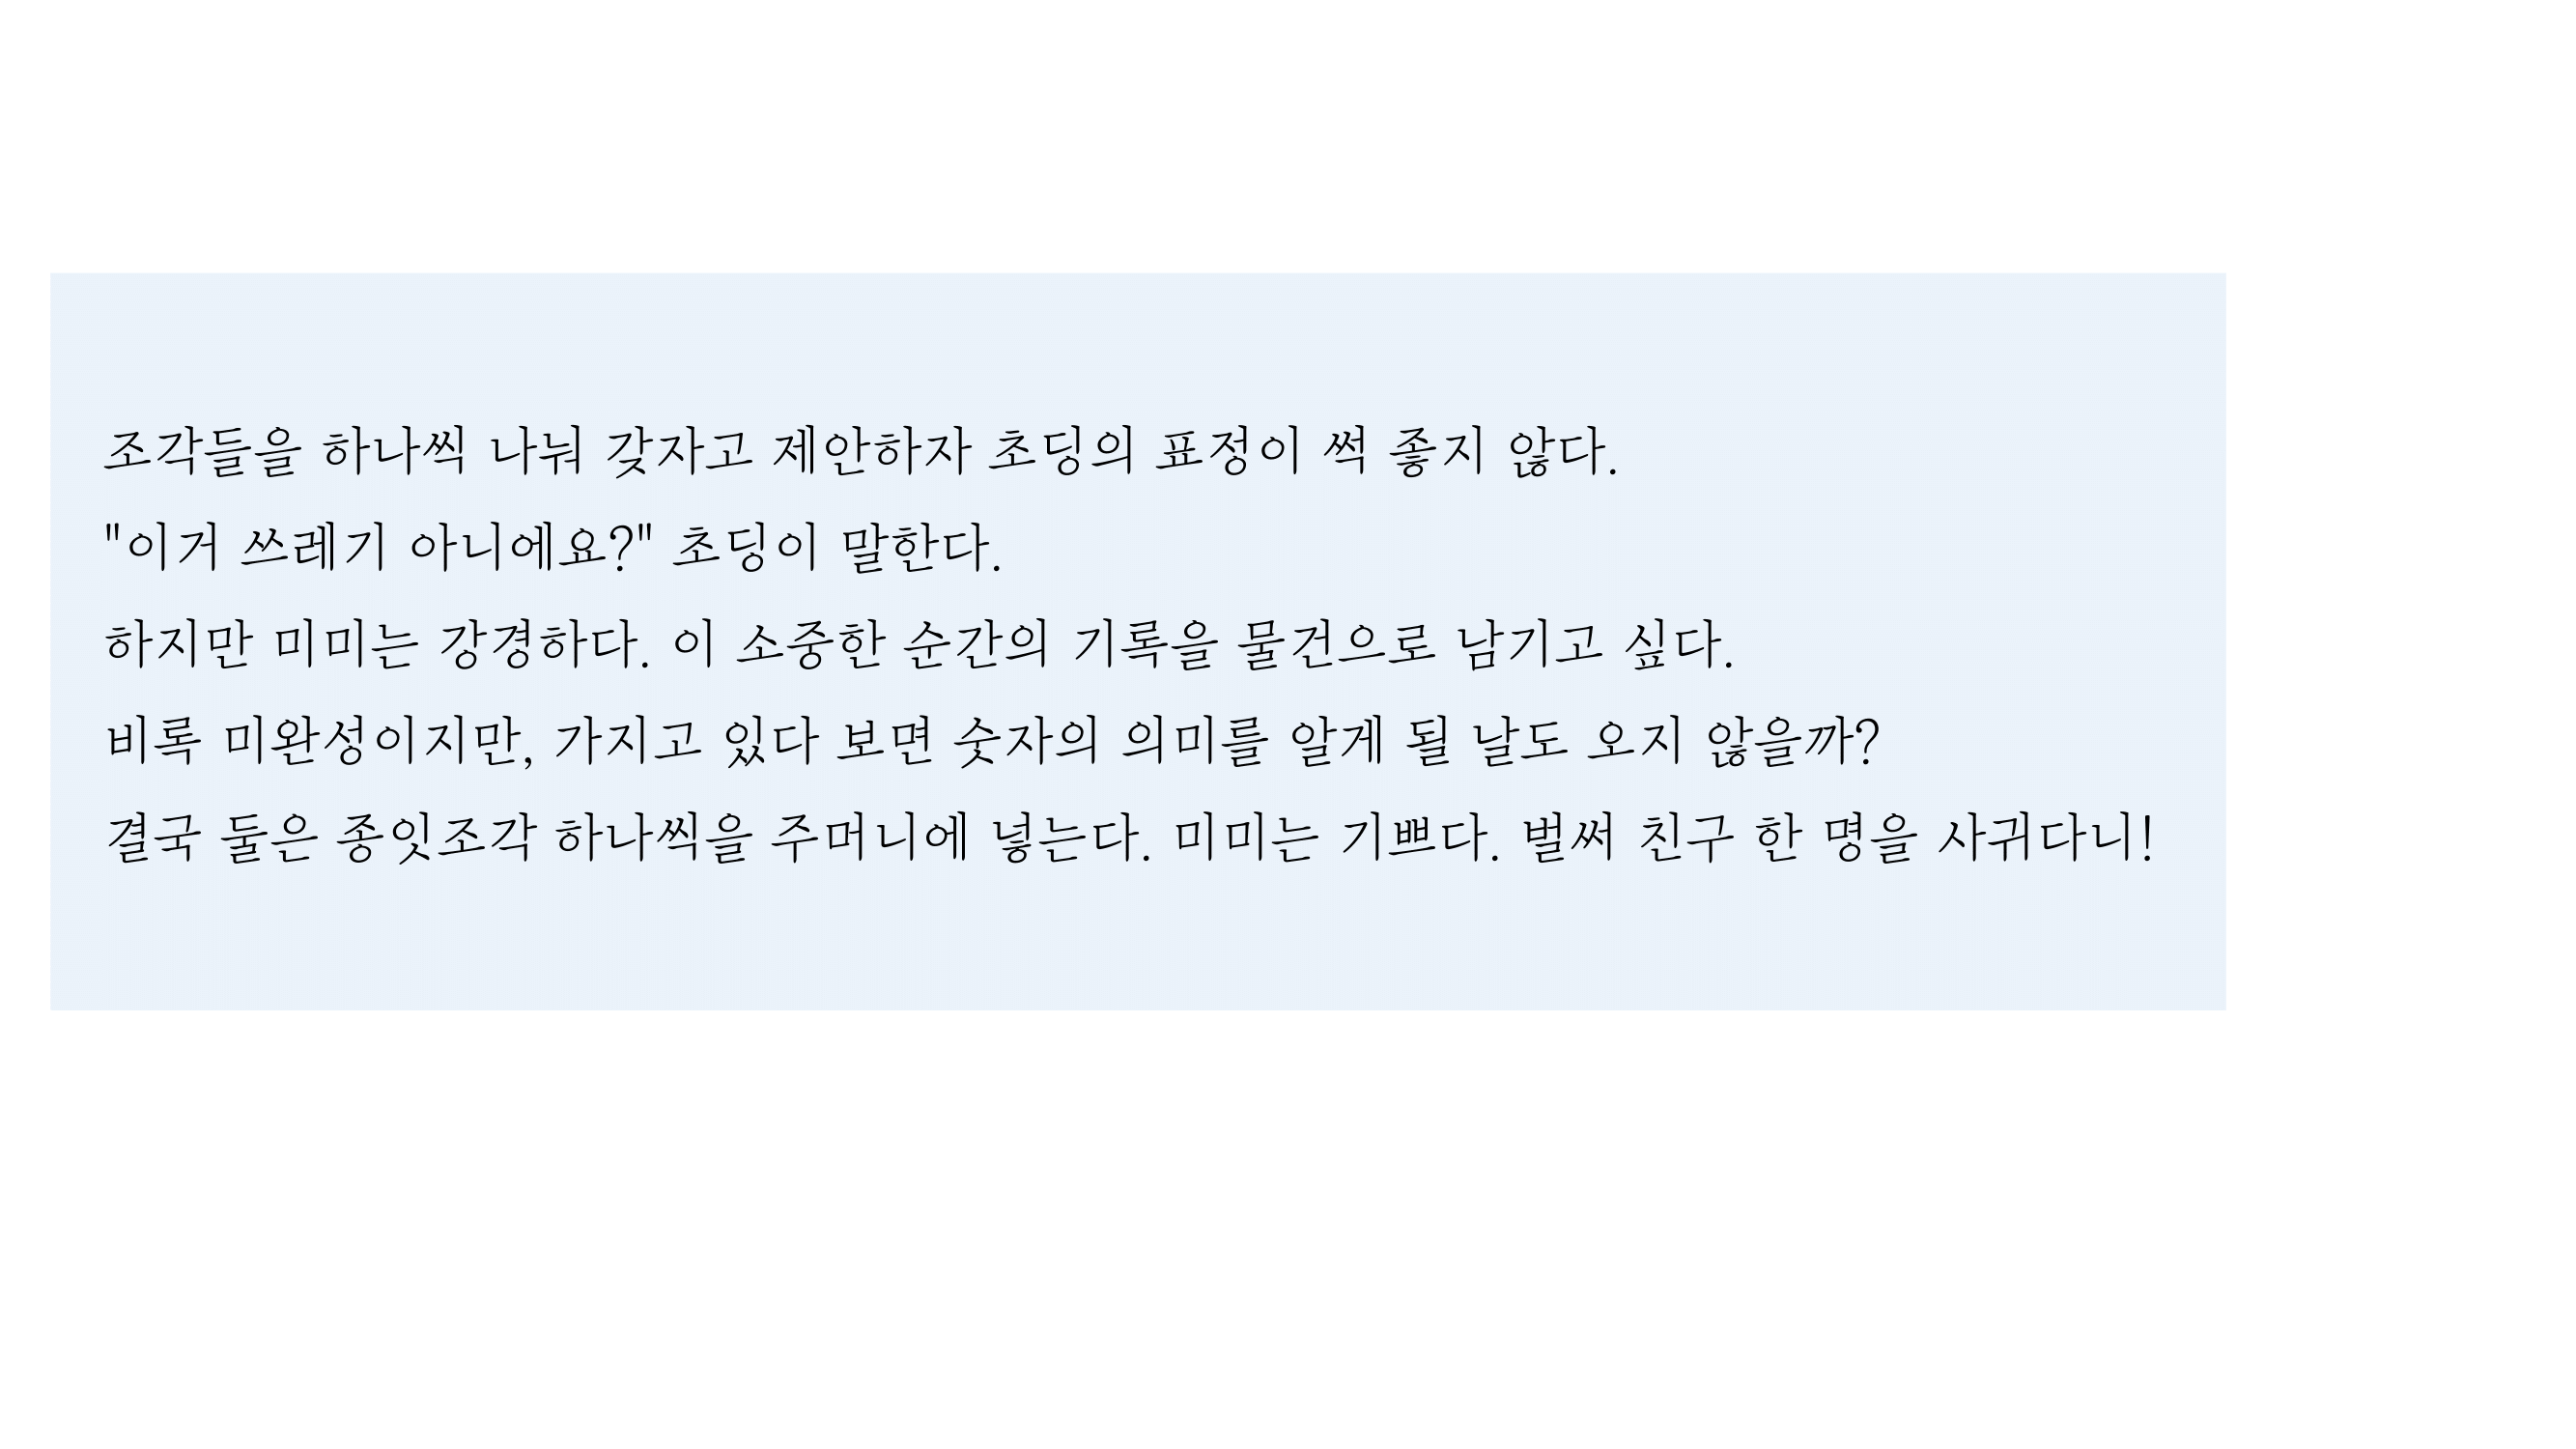 조각들을 하나씩 나눠 갖자고 제안하자 초딩의 표정이 썩 좋지 않다.
"이거 쓰레기 아니에요?" 초딩이 말한다.
하지만 미미는 강경하다. 이 소중한 순간의 기록을 물건으로 남기고 싶다.
비록 미완성이지만, 가지고 있다 보면 숫자의 의미를 알게 될 날도 오지 않을까?
결국 둘은 종잇조각 하나씩을 주머니에 넣는다. 미미는 기쁘다. 벌써 친구 한 명을 사귀다니!